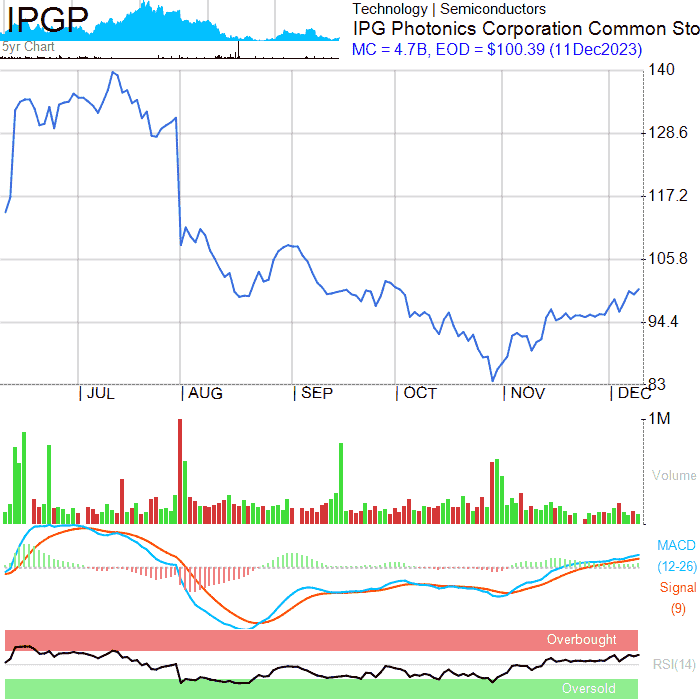 IPGP
5yr Chart
Technology | Semiconductors
IPG Photonics Corporation Common Sto
MC = 4.7B, EOD = $100.39 (11Dec2023)
140
128.6
117.2
105.8
94.4
83
JUL AUG SEP OCT NOV DEC
1M
Volume
MACD
(12-26)
Signal
(9)
Overbought
RSI(14)
Oversold